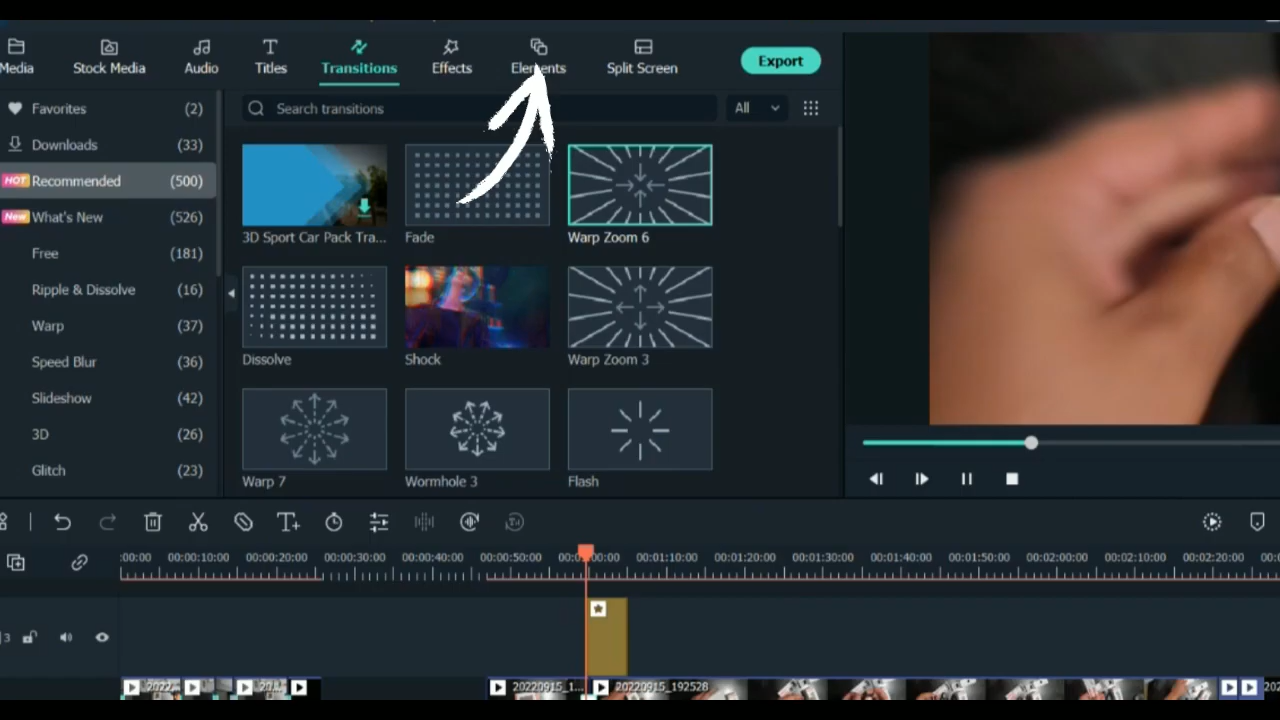 Media
Stock Media
Audio
Titles
Transitions
Effects
Elements
Split Screen
Export
Favorites (2)
Downloads (33)
HOT Recommended (500)
New What's New (526)
Free (181)
Ripple & Dissolve (16)
Warp (37)
Speed Blur (36)
Slideshow (42)
3D (26)
Glitch (23)
Search transitions
All
3D Sport Car Pack Tra...
Fade
Warp Zoom 6
Dissolve
Shock
Warp Zoom 3
Warp 7
Wormhole 3
Flash
:00:00 00:00:10:00 00:00:20:00 00:00:30:00 00:00:40:00 00:00:50:00 00:01:10:00 00:01:20:00 00:01:30:00 00:01:40:00 00:01:50:00 00:02:00:00 00:02:10:00 00:02:20:00
3
20220915_1... 20220915_192528